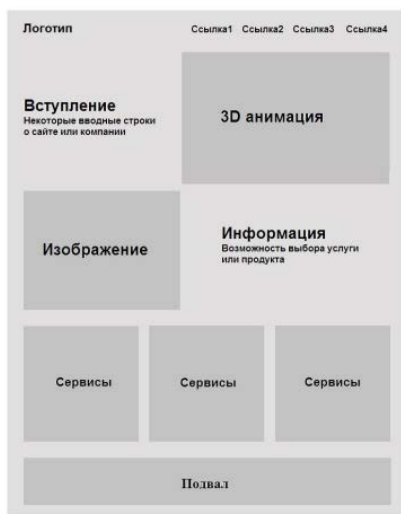 Логотип
Ссылка1 Ссылка2 Ссылка3 Ссылка4
Вступление
Некоторые вводные строки
о сайте или компании
3D анимация
Изображение
Информация
Возможность выбора услуги
или продукта
Сервисы
Сервисы
Сервисы
Подвал